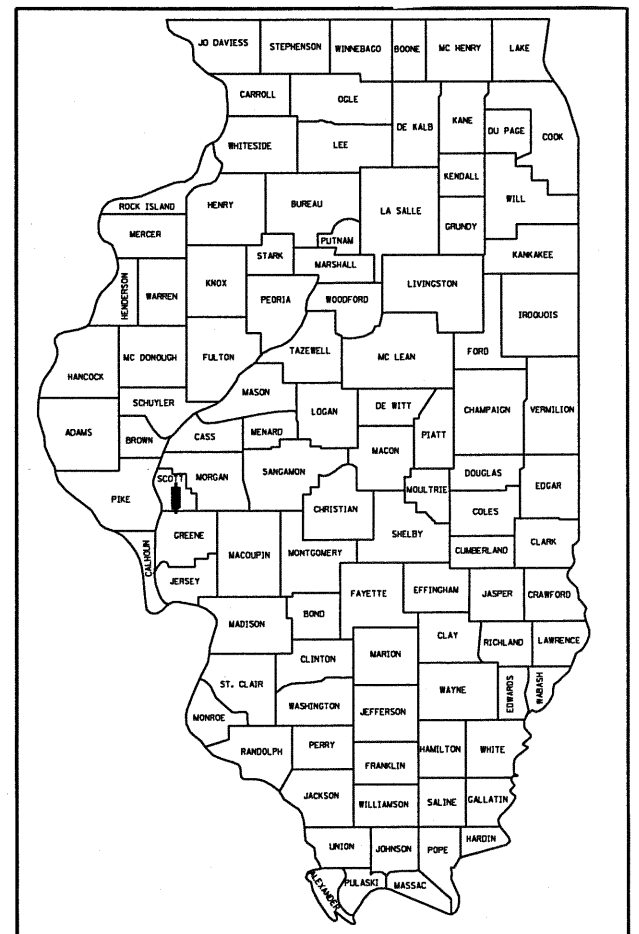 JO DAVIESS
STEPHENSON
WINNEBAGO
BOONE
MC HENRY
LAKE
CARROLL
OGLE
DE KALB
KANE
DU PAGE
COOK
WHITESIDE
LEE
KENDALL
WILL
ROCK ISLAND
HENRY
BUREAU
LA SALLE
GRUNDY
MERCER
PUTNAM
STARK
MARSHALL
KANKAKEE
HENDERSON
WARREN
KNOX
PEORIA
WOODFORD
LIVINGSTON
IROQUOIS
HANCOCK
MC DONOUGH
FULTON
TAZEWELL
MC LEAN
FORD
MASON
SCHUYLER
LOGAN
DE WITT
CHAMPAIGN
VERMILION
ADAMS
BROWN
CASS
MENARD
MACON
PIATT
PIKE
SCOTT
MORGAN
SANGAMON
CHRISTIAN
MOULTRIE
DOUGLAS
EDGAR
COLES
GREENE
CALHOUN
MACOUPIN
MONTGOMERY
SHELBY
CUMBERLAND
CLARK
JERSEY
FAYETTE
EFFINGHAM
JASPER
CRAWFORD
MADISON
BOND
CLAY
RICHLAND
LAWRENCE
CLINTON
MARION
ST. CLAIR
WAYNE
EDWARDS
WABASH
MONROE
WASHINGTON
JEFFERSON
RANDOLPH
PERRY
HAMILTON
WHITE
FRANKLIN
JACKSON
WILLIAMSON
SALINE
GALLATIN
UNION
JOHNSON
POPE
HARDIN
ALEXANDER
PULASKI
MASSAC